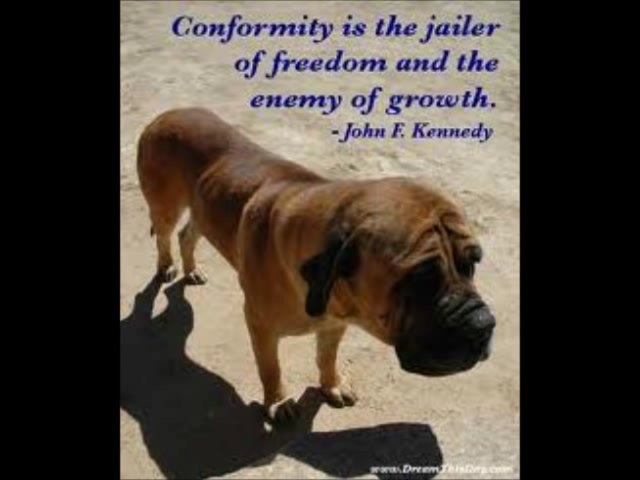 Conformity is the jailer
of freedom and the
enemy of growth.
- John F. Kennedy
www.DreamThisDay.com